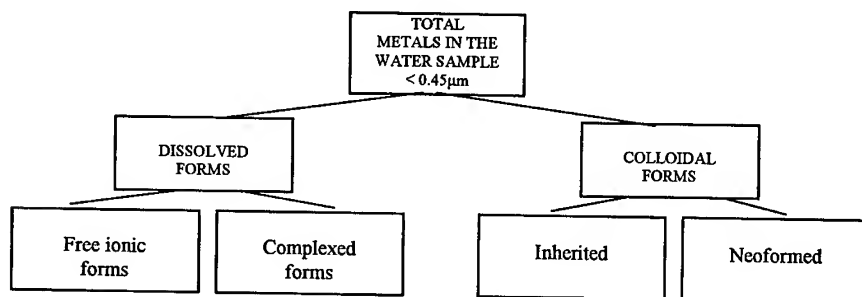 TOTAL
METALS IN THE
WATER SAMPLE
< 0.45µm
DISSOLVED
FORMS
COLLOIDAL
FORMS
Free ionic
forms
Complexed
forms
Inherited
Neoformed